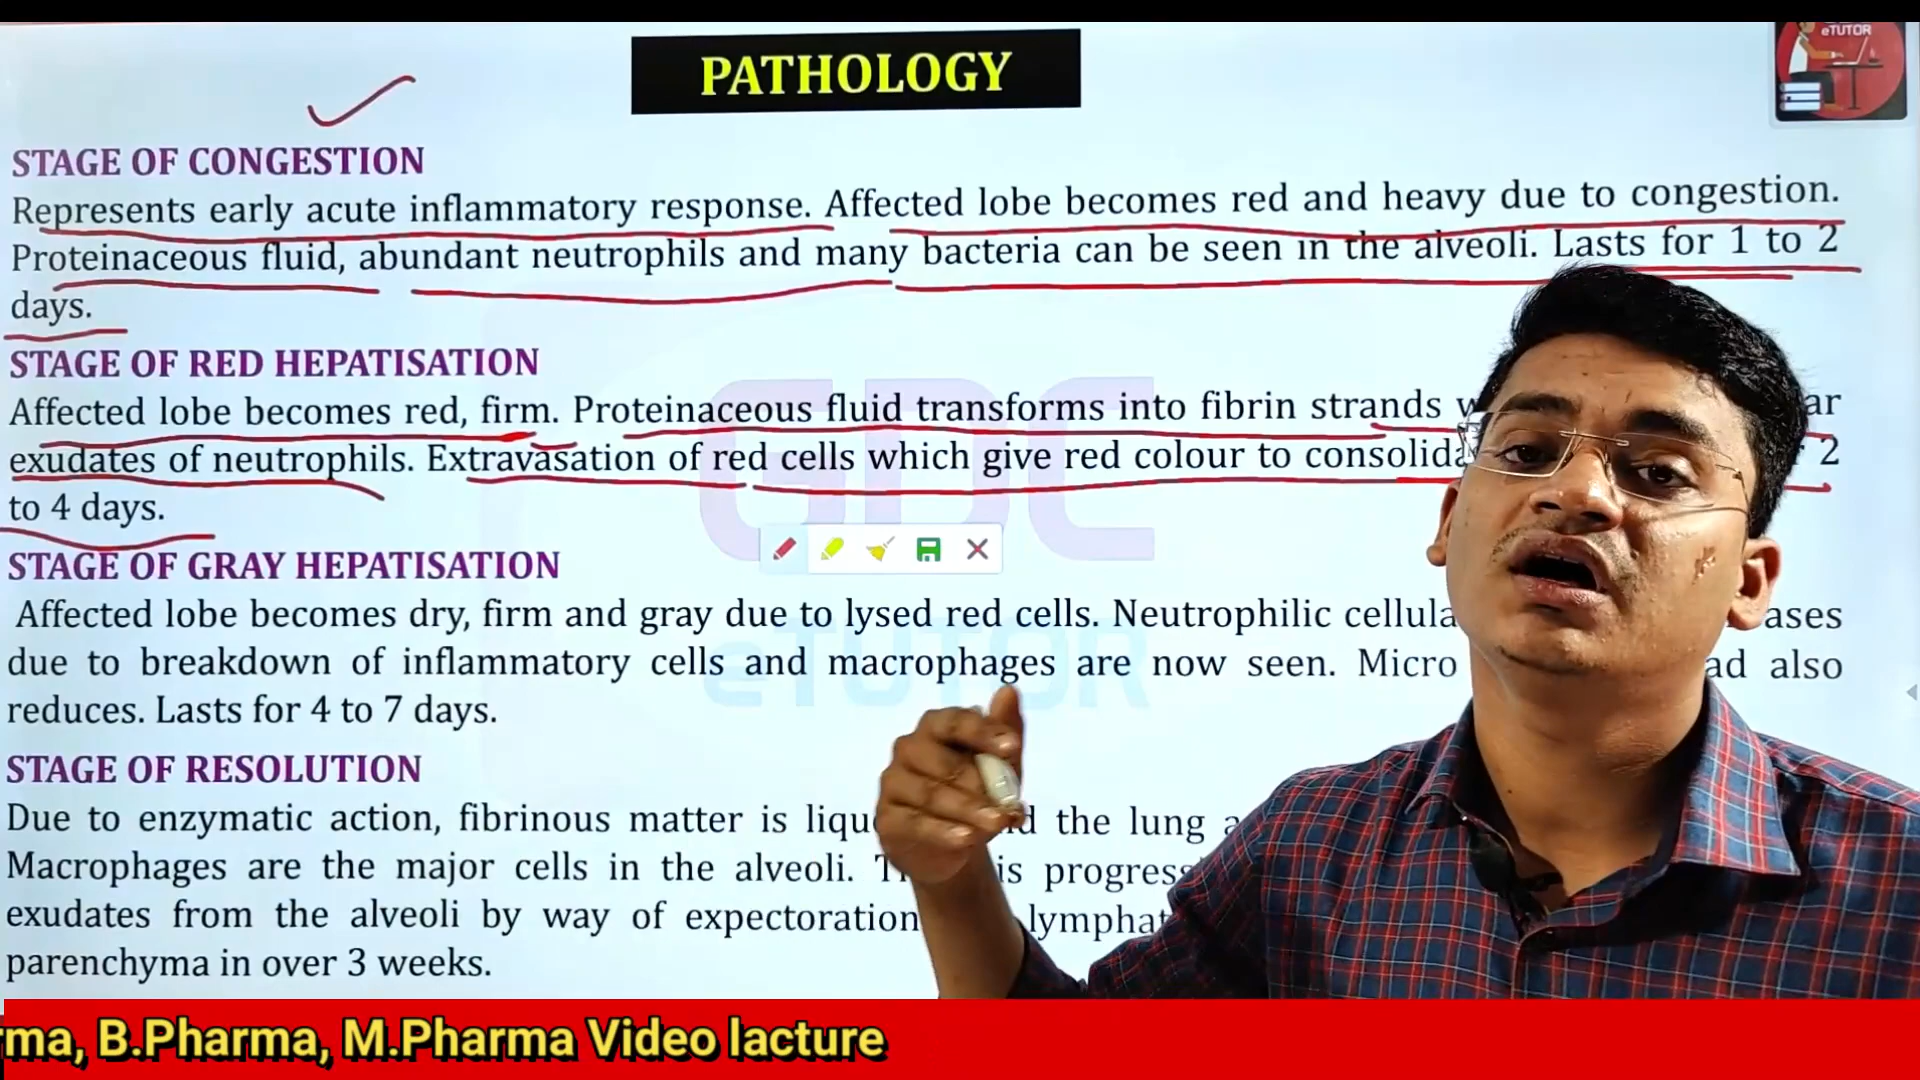 eTUTOR
PATHOLOGY
STAGE OF CONGESTION
Represents early acute inflammatory response. Affected lobe becomes red and heavy due to congestion.
Proteinaceous fluid, abundant neutrophils and many bacteria can be seen in the alveoli. Lasts for 1 to 2
days.
STAGE OF RED HEPATISATION
Affected lobe becomes red, firm. Proteinaceous fluid transforms into fibrin strands
exudates of neutrophils. Extravasation of red cells which give red colour to 2
to 4 days.
GDC
STAGE OF GRAY HEPATISATION
Affected lobe becomes dry, firm and gray due to lysed red cells. Neutrophilic
due to breakdown of inflammatory cells and macrophages are now seen. Micro also
eTUTOR
reduces. Lasts for 4 to 7 days.
STAGE OF RESOLUTION
Due to enzymatic action, fibrinous matter is the lung
Macrophages are the major cells in the alveoli. is
exudates from the alveoli by way of expectoration
parenchyma in over 3 weeks.
B.Pharma, M.Pharma Video lacture